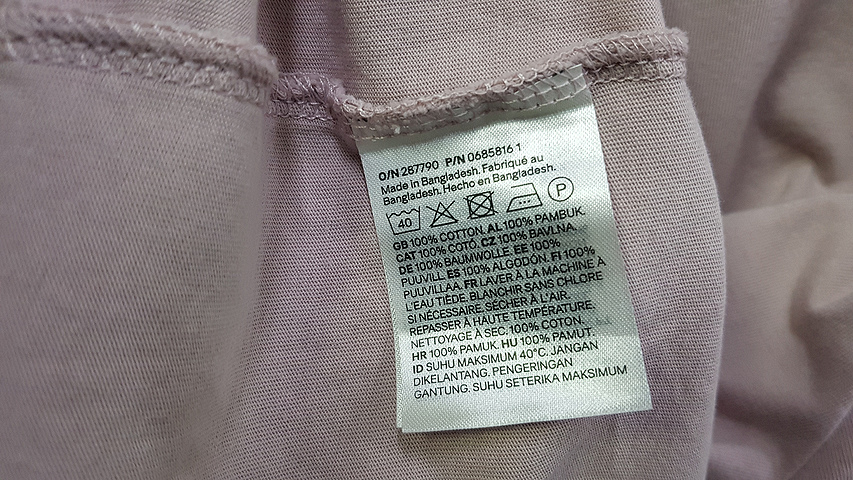 O/N 287790 P/N 0685816 1
Made in Bangladesh. Fabriqué au
Bangladesh. Hecho en Bangladesh.
40 P
GB 100% COTTON. AL 100% PAMBUK.
CAT 100% COTÓ. CZ 100% BAVLNA.
DE 100% BAUMWOLLE. EE 100%
PUUVILL. ES 100% ALGODÓN. FI 100%
PUUVILLAA. FR LAVER À LA MACHINE À
L'EAU TIÈDE. BLANCHIR SANS CHLORE
SI NÉCESSAIRE. SÉCHER À L'AIR.
REPASSER À HAUTE TEMPÉRATURE.
NETTOYAGE À SEC. 100% COTON.
HR 100% PAMUK. HU 100% PAMUT.
ID SUHU MAKSIMUM 40°C. JANGAN
DIKELANTANG. PENGERINGAN
GANTUNG. SUHU SETERIKA MAKSIMUM